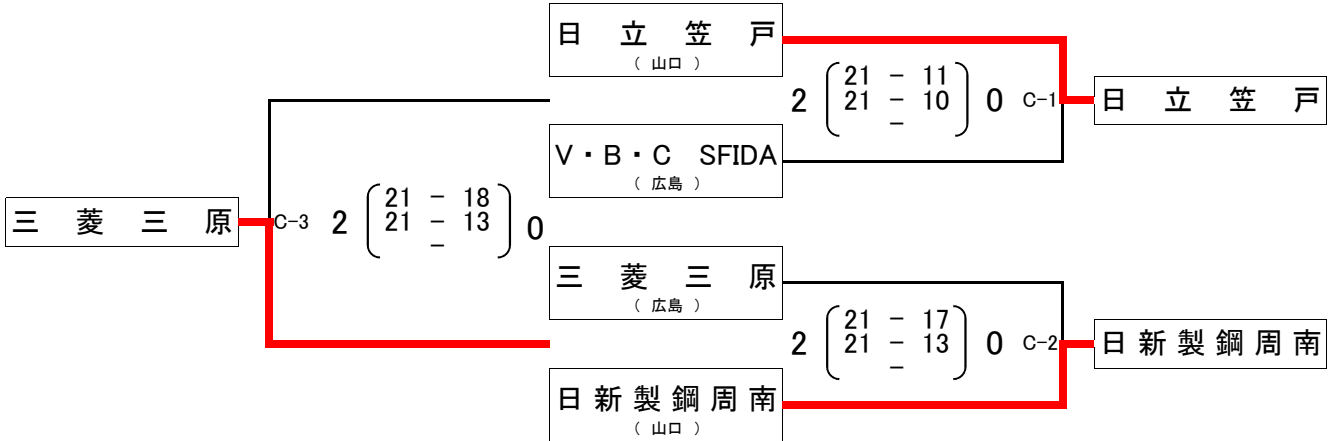 日立笠戸
（ 山口 ）
2 21 － 11 0 C-1
21 － 10
－
日立笠戸
V・B・C SFIDA
（ 広島 ）
三菱三原
C-3 2 21 － 18 0
21 － 13
－
三菱三原
（ 広島 ）
2 21 － 17 0 C-2
21 － 13
－
日新製鋼周南
日新製鋼周南
（ 山口 ）